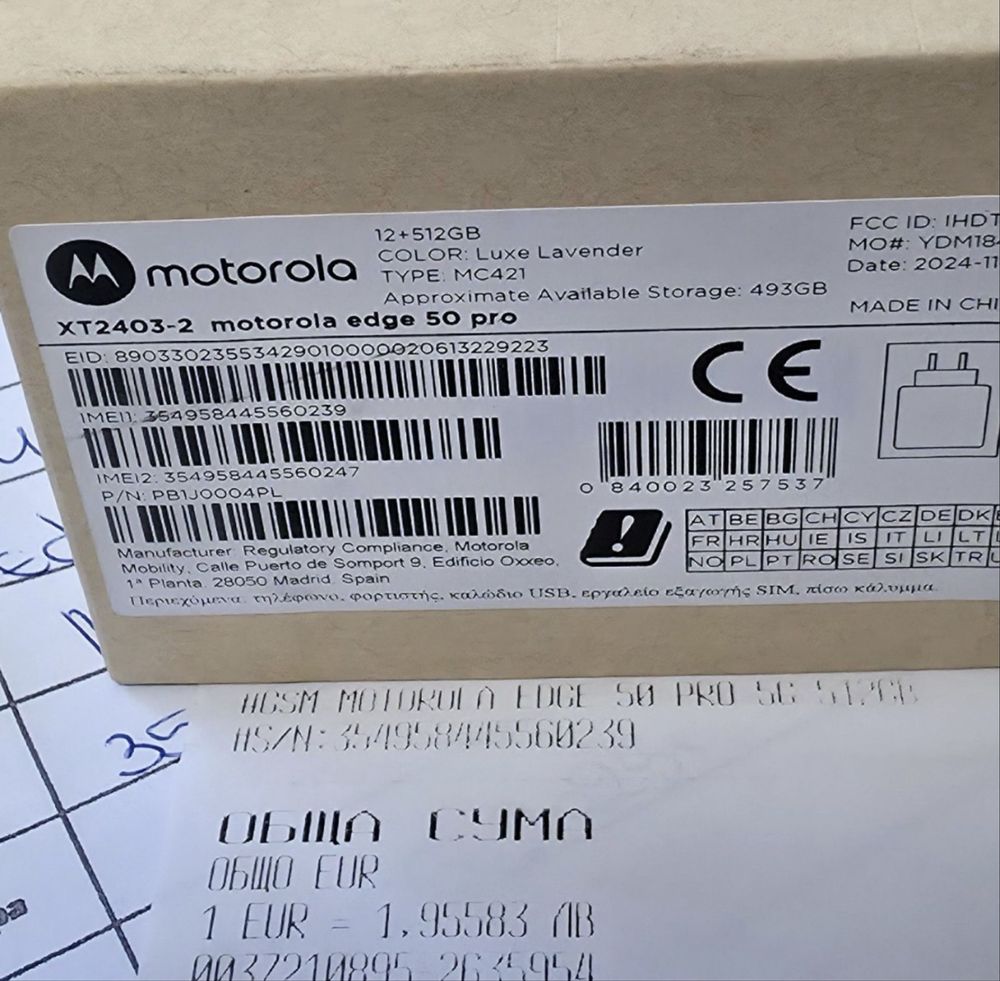 motorola
12+512GB
COLOR: Luxe Lavender
TYPE: MC421
Approximate Available Storage: 493GB
FCC ID: IHDT
MO#: YDM18
Date: 2024-11
MADE IN CHI
XT2403-2 motorola edge 50 pro
EID: 89033023553429010000020613229223
IMEI1: 354958445560239
IMEI2: 354958445560247
P/N: PB1J0004PL
CE
0 840023 257537
AT BE BG CH CY CZ DE DK
FR HR HU IE IS IT LI LT
NO PL PT RO SE SI SK TR
Manufacturer: Regulatory Compliance, Motorola
Mobility, Calle Puerto de Somport 9, Edificio Oxxeo,
1ª Planta, 28050 Madrid, Spain
Περιεχόμενα: τηλέφωνο, φορτιστής, καλώδιο USB, εργαλείο εξαγωγής SIM, πίσω κάλυμμα.
#GSM MOTOROLA EDGE 50 PRO 5G 512GB
#S/N:354958445560239
ОБЩА СУМА
ОБЩО EUR
1 EUR = 1,95583 ЛВ
0037210895-2635954